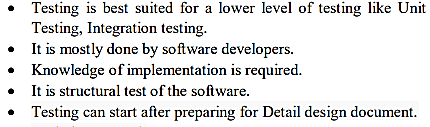 • Testing is best suited for a lower level of testing like Unit
Testing, Integration testing.
• It is mostly done by software developers.
• Knowledge of implementation is required.
• It is structural test of the software.
• Testing can start after preparing for Detail design document.